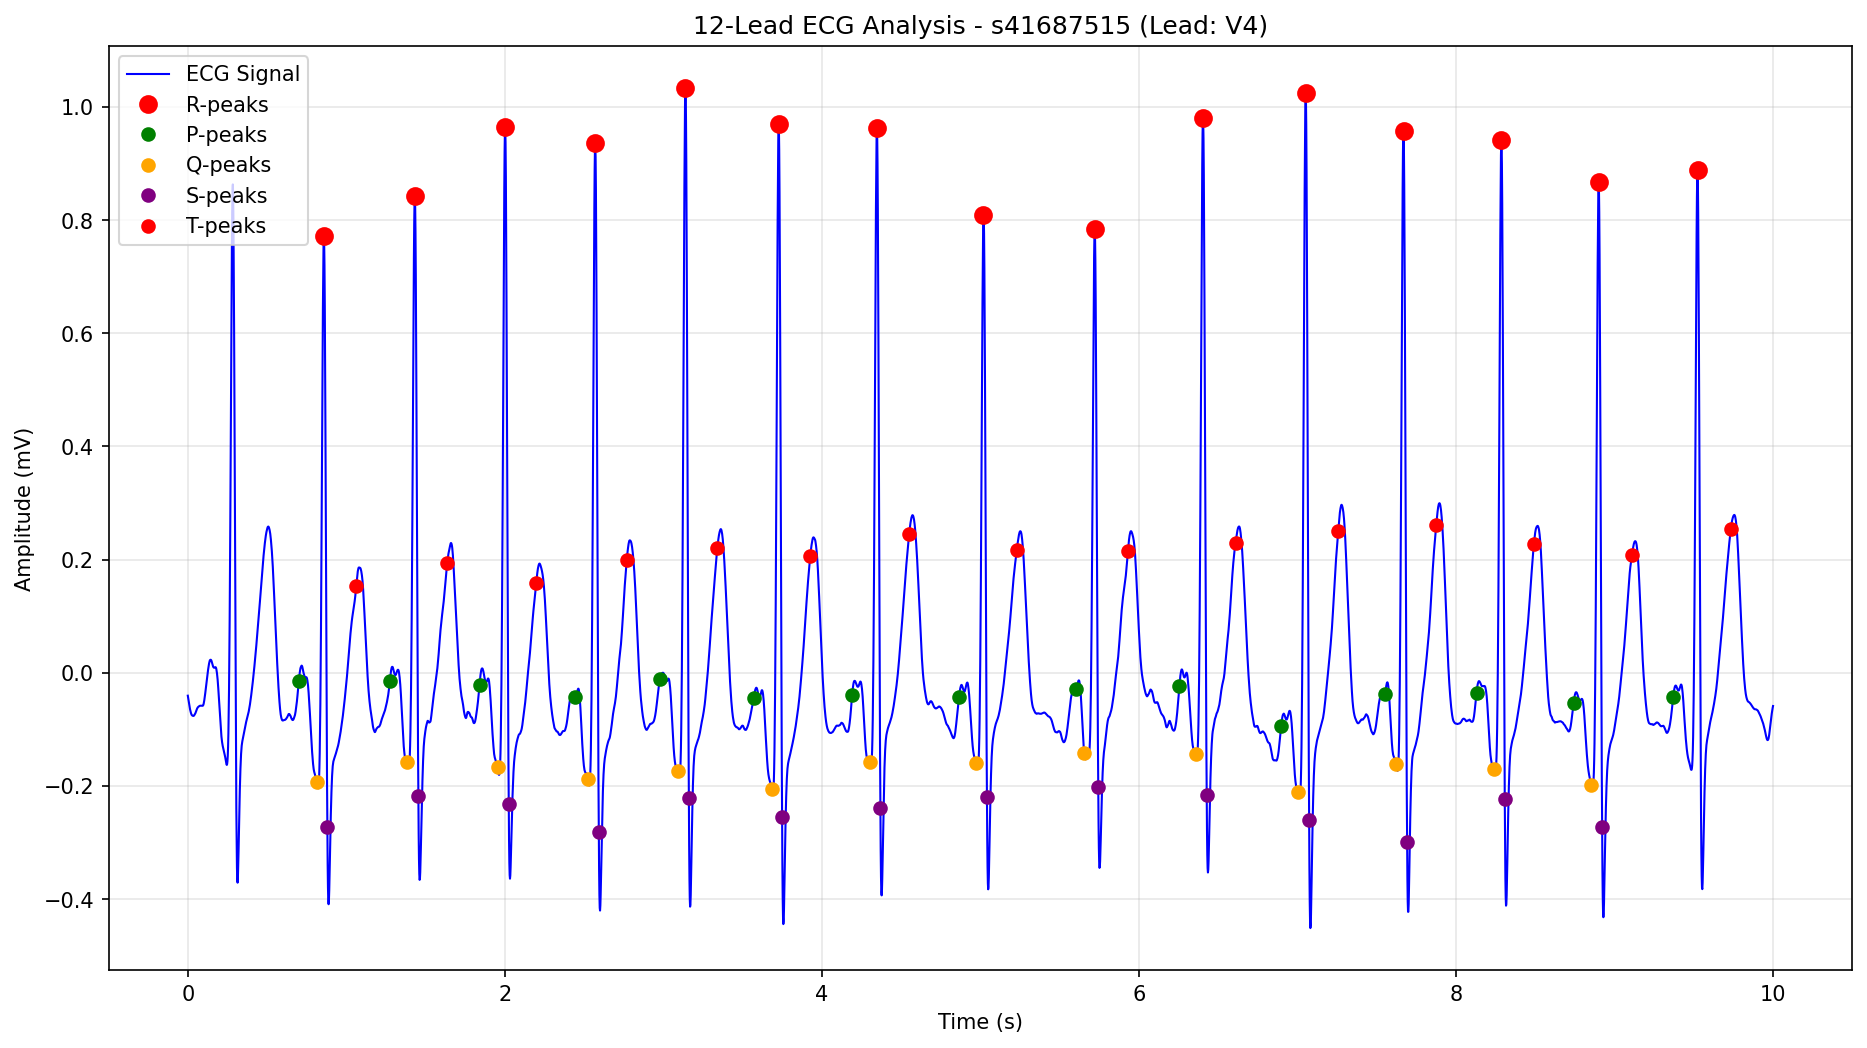 12-Lead ECG Analysis - s41687515 (Lead: V4)
ECG Signal
R-peaks
P-peaks
Q-peaks
S-peaks
T-peaks
Amplitude (mV)
1.0
0.8
0.6
0.4
0.2
0.0
−0.2
−0.4
0 2 4 6 8 10
Time (s)